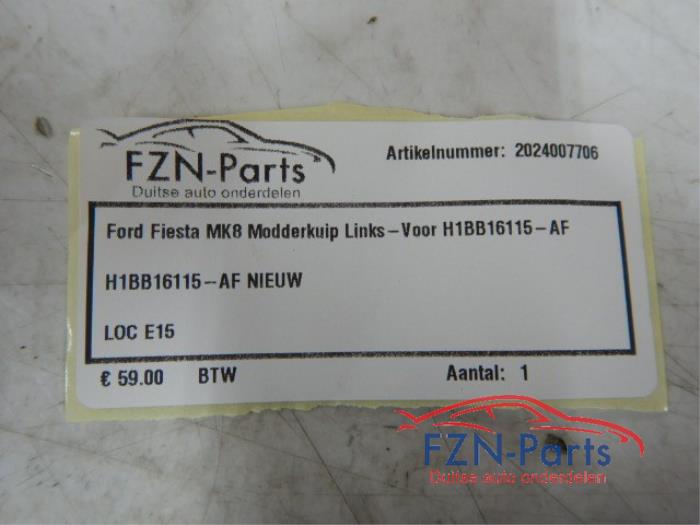 FZN-Parts
Duitse auto onderdelen
Artikelnummer: 2024007706
Ford Fiesta MK8 Modderkuip Links-Voor H1BB16115-AF
H1BB16115-AF NIEUW
LOC E15
€ 59.00 BTW Aantal: 1
FZN-Parts
Duitse auto onderdelen